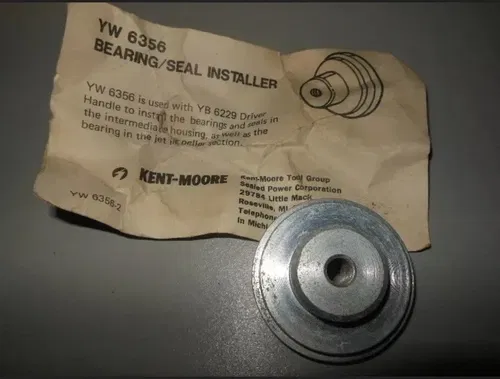 YW 6356
BEARING/SEAL INSTALLER
YW 6356 is used with YB 6229 Driver
Handle to install the bearings and seals in
the intermediate housing, as well as the
bearing in the jet impeller section.
KENT-MOORE
Kent-Moore Tool Group
Sealed Power Corporation
29784 Little Mack
Roseville, MI
Telephone
In Michi
YW 6356-2